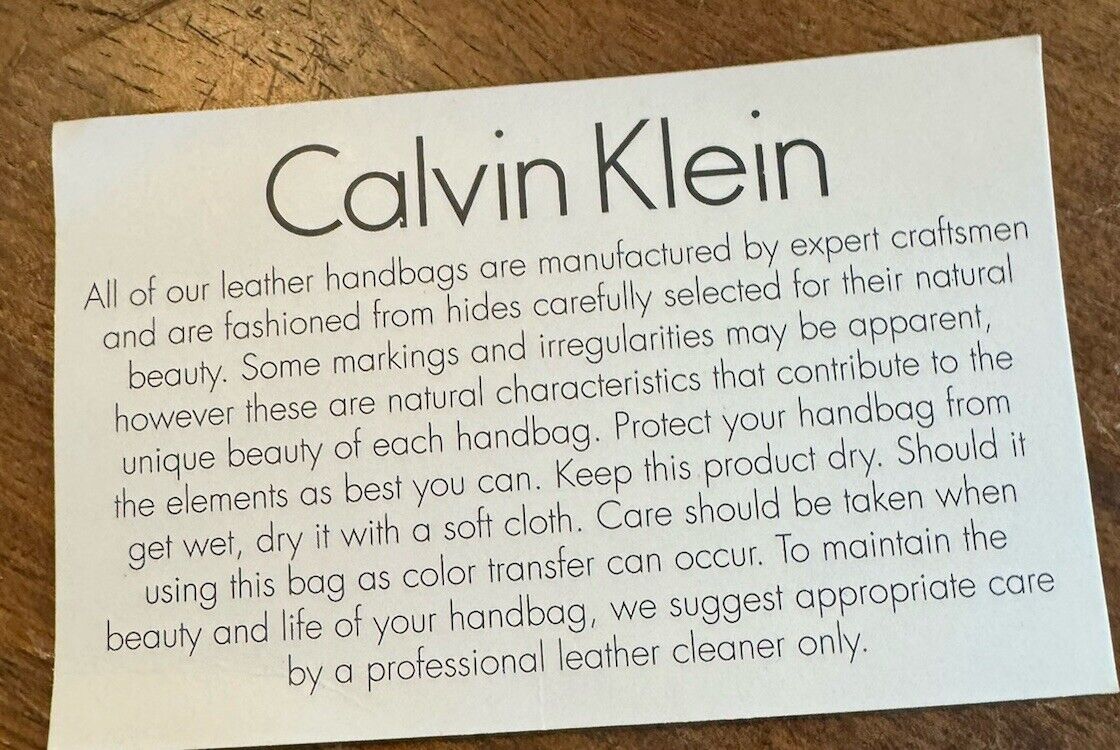 Calvin Klein
All of our leather handbags are manufactured by expert craftsmen
and are fashioned from hides carefully selected for their natural
beauty. Some markings and irregularities may be apparent,
however these are natural characteristics that contribute to the
unique beauty of each handbag. Protect your handbag from
the elements as best you can. Keep this product dry. Should it
get wet, dry it with a soft cloth. Care should be taken when
using this bag as color transfer can occur. To maintain the
beauty and life of your handbag, we suggest appropriate care
by a professional leather cleaner only.